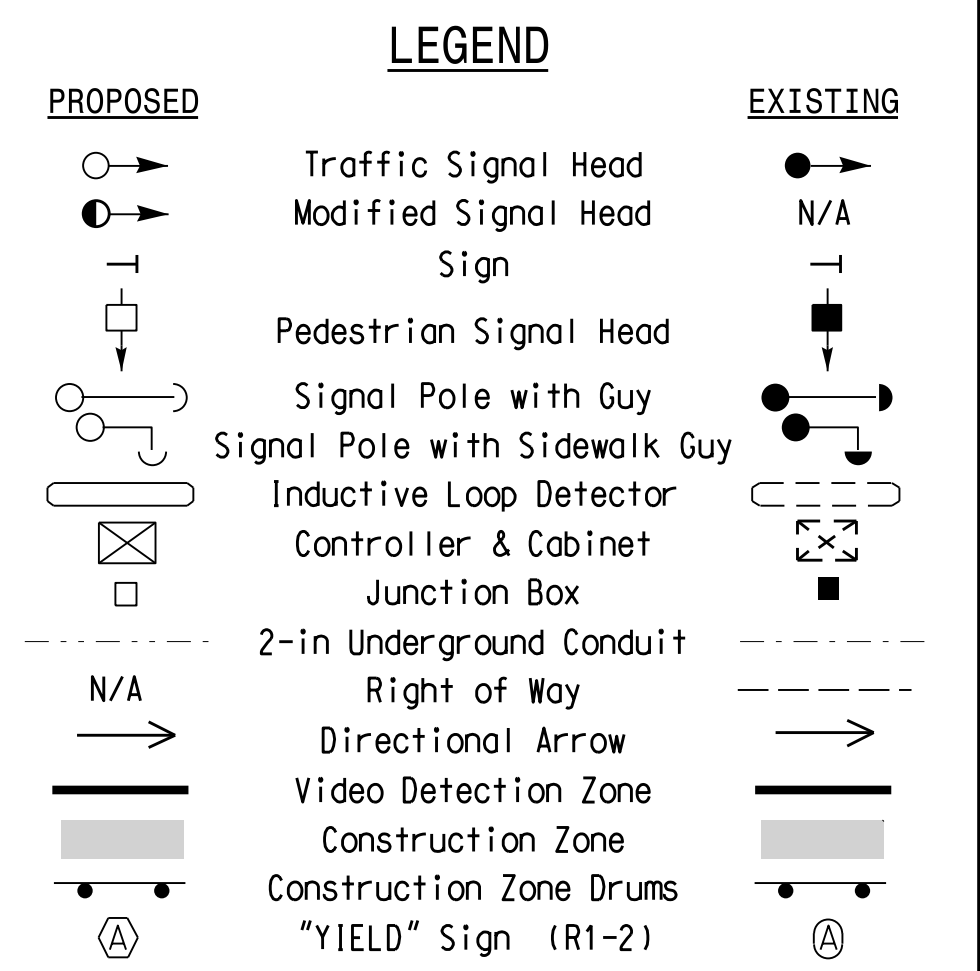 LEGEND
PROPOSED EXISTING
Traffic Signal Head
Modified Signal Head N/A
Sign
Pedestrian Signal Head
Signal Pole with Guy
Signal Pole with Sidewalk Guy
Inductive Loop Detector
Controller & Cabinet
Junction Box
2-in Underground Conduit
N/A Right of Way
Directional Arrow
Video Detection Zone
Construction Zone
Construction Zone Drums
A "YIELD" Sign (R1-2) A